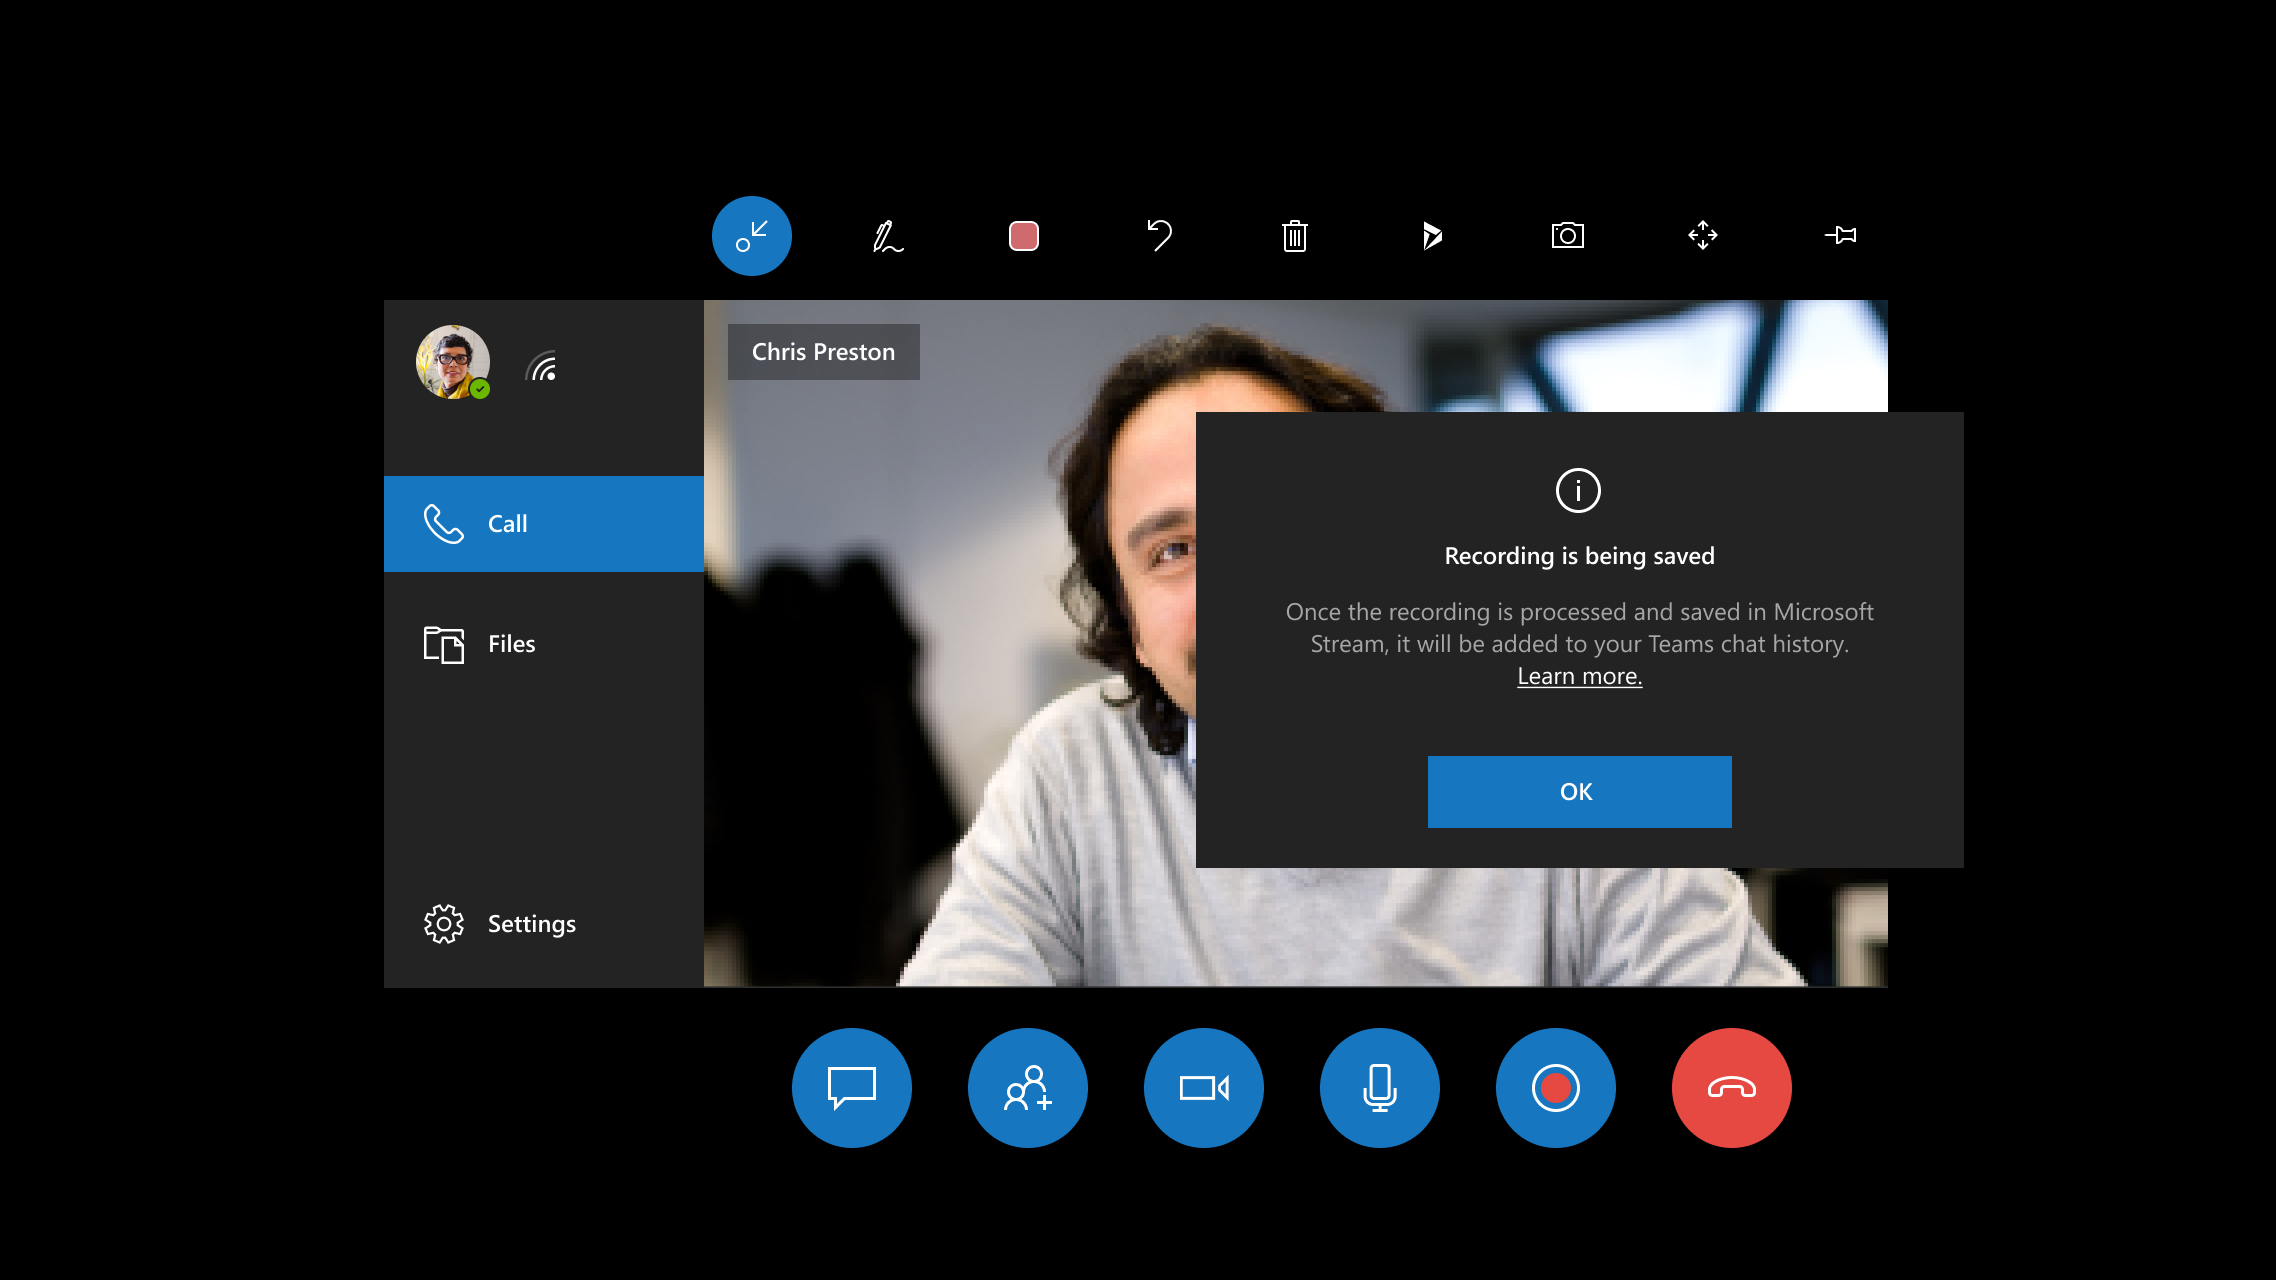 Chris Preston
Call
Files
Settings
Recording is being saved
Once the recording is processed and saved in Microsoft
Stream, it will be added to your Teams chat history.
Learn more.
OK